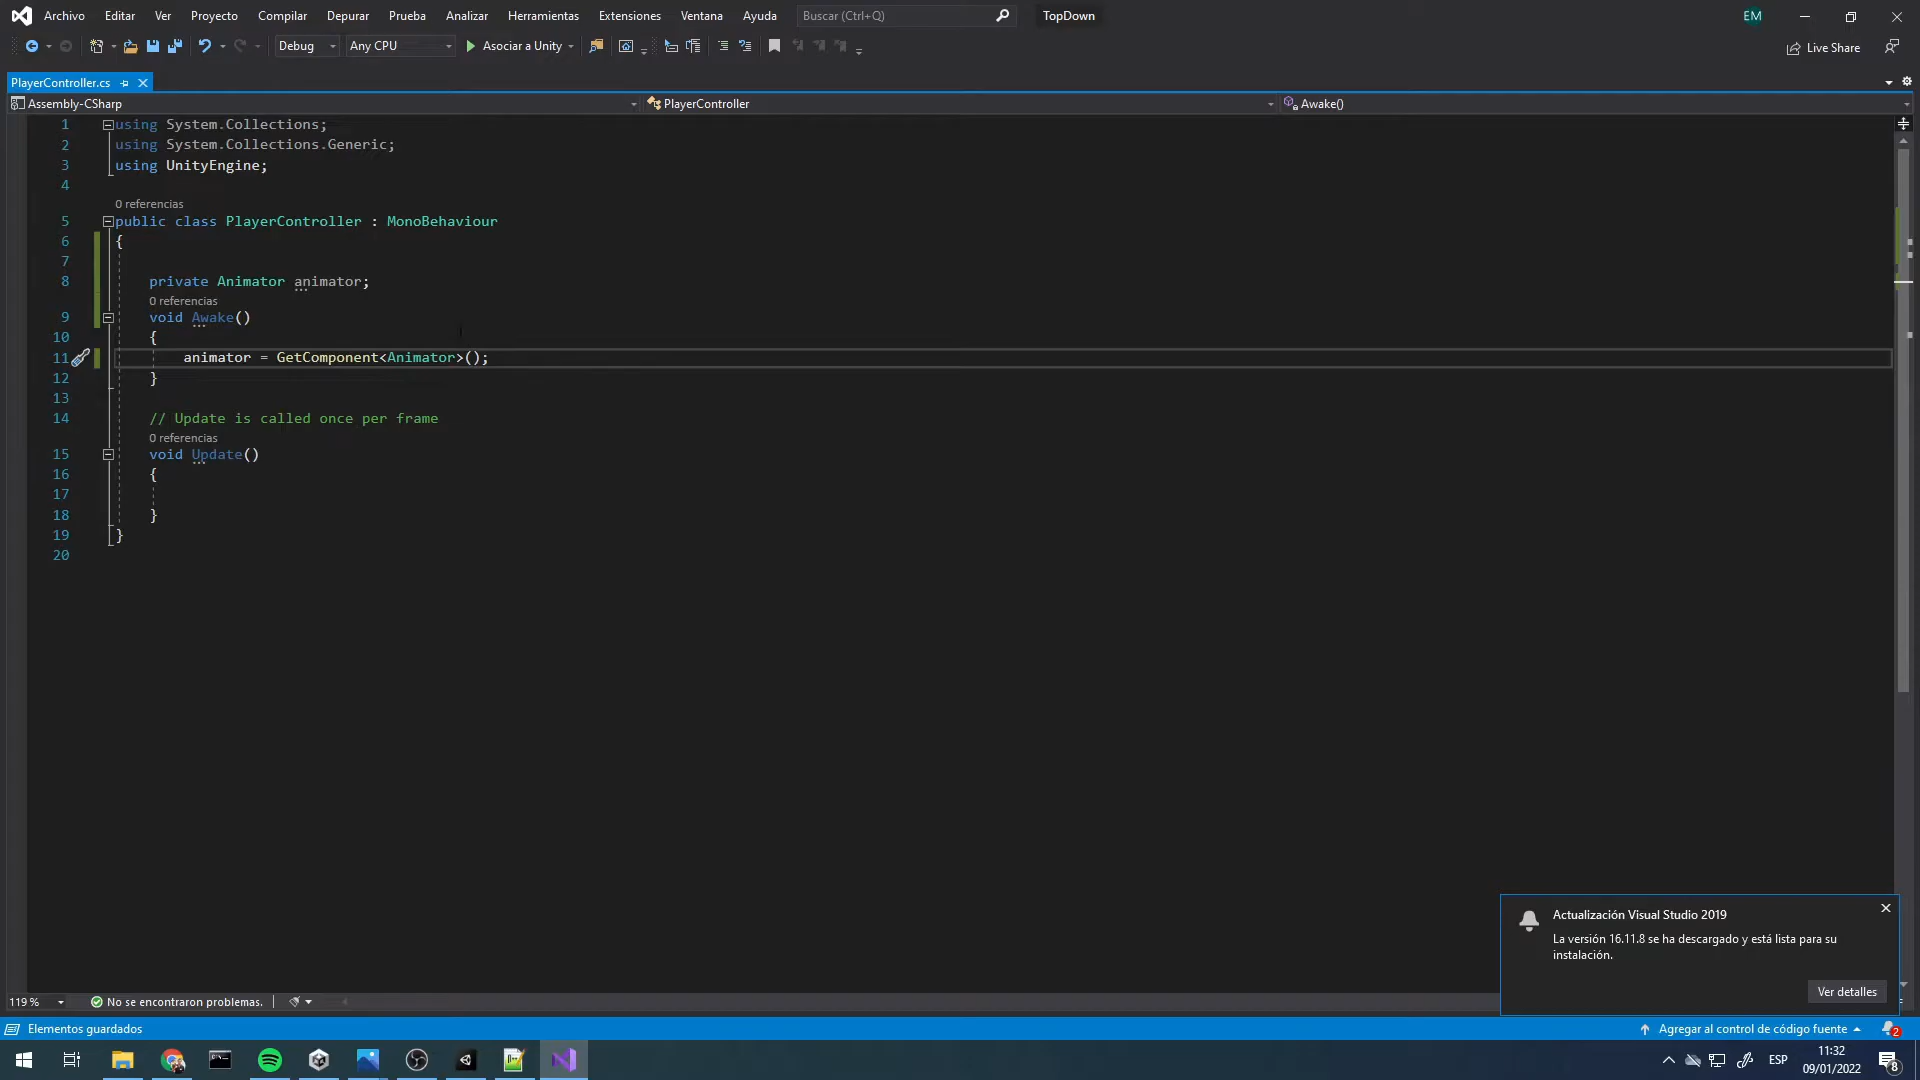 Archivo Editar Ver Proyecto Compilar Depurar Prueba Analizar Herramientas Extensiones Ventana Ayuda Buscar (Ctrl+Q) TopDown EM
Debug Any CPU Asociar a Unity Live Share
PlayerController.cs
Assembly-CSharp PlayerController Awake()
1 using System.Collections;
2 using System.Collections.Generic;
3 using UnityEngine;
4
0 referencias
5 public class PlayerController : MonoBehaviour
6 {
7
8 private Animator animator;
0 referencias
9 void Awake()
10 {
11 animator = GetComponent<Animator>();
12 }
13
14 // Update is called once per frame
0 referencias
15 void Update()
16 {
17
18 }
19 }
20
Actualización Visual Studio 2019
La versión 16.11.8 se ha descargado y está lista para su
instalación.
Ver detalles
119 % No se encontraron problemas.
Elementos guardados Agregar al control de código fuente 2
ESP 11:32
09/01/2022 8